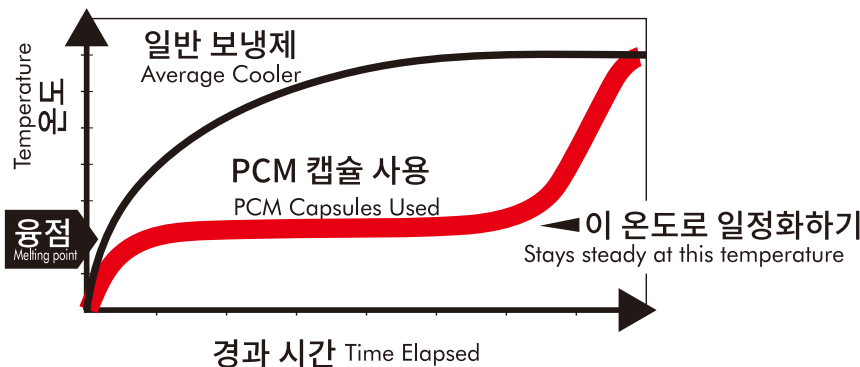 일반 보냉제
Average Cooler
Temperature
온도
PCM 캡슐 사용
PCM Capsules Used
융점
Melting point
이 온도로 일정화하기
Stays steady at this temperature
경과 시간 Time Elapsed